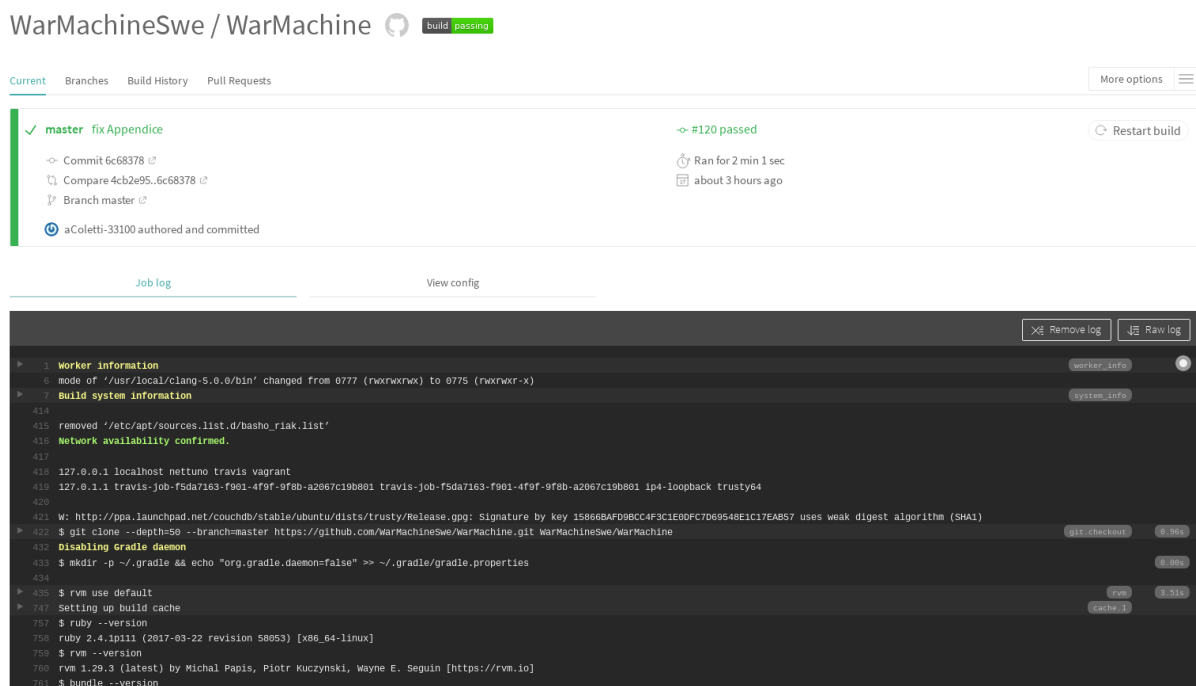 WarMachineSwe / WarMachine build passing
Current Branches Build History Pull Requests More options
master fix Appendice #120 passed Restart build
Commit 6c68378 Ran for 2 min 1 sec
Compare 4cb2e95..6c68378 about 3 hours ago
Branch master
aColetti-33100 authored and committed
Job log View config
Remove log Raw log
1 Worker information worker_info
6 mode of ‘/usr/local/clang-5.0.0/bin’ changed from 0777 (rwxrwxrwx) to 0775 (rwxrwxr-x)
7 Build system information system_info
414
415 removed ‘/etc/apt/sources.list.d/basho_riak.list’
416 Network availability confirmed.
417
418 127.0.0.1 localhost nettuno travis vagrant
419 127.0.1.1 travis-job-f5da7163-f901-4f9f-9f8b-a2067c19b801 travis-job-f5da7163-f901-4f9f-9f8b-a2067c19b801 ip4-loopback trusty64
420
421 W: http://ppa.launchpad.net/couchdb/stable/ubuntu/dists/trusty/Release.gpg: Signature by key 15866BAFD9BCC4F3C1E0DFC7D69548E1C17EAB57 uses weak digest algorithm (SHA1)
422 $ git clone --depth=50 --branch=master https://github.com/WarMachineSwe/WarMachine.git WarMachineSwe/WarMachine git.checkout 0.96s
432 Disabling Gradle daemon
433 $ mkdir -p ~/.gradle && echo "org.gradle.daemon=false" >> ~/.gradle/gradle.properties 0.00s
434
435 $ rvm use default rvm 3.51s
747 Setting up build cache cache.1
757 $ ruby --version
758 ruby 2.4.1p111 (2017-03-22 revision 58053) [x86_64-linux]
759 $ rvm --version
760 rvm 1.29.3 (latest) by Michal Papis, Piotr Kuczynski, Wayne E. Seguin [https://rvm.io]
761 $ bundle --version